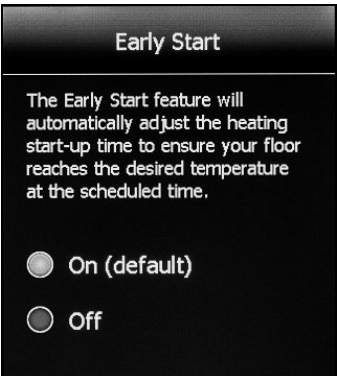 Early Start
The Early Start feature will
automatically adjust the heating
start-up time to ensure your floor
reaches the desired temperature
at the scheduled time.
On (default)
Off